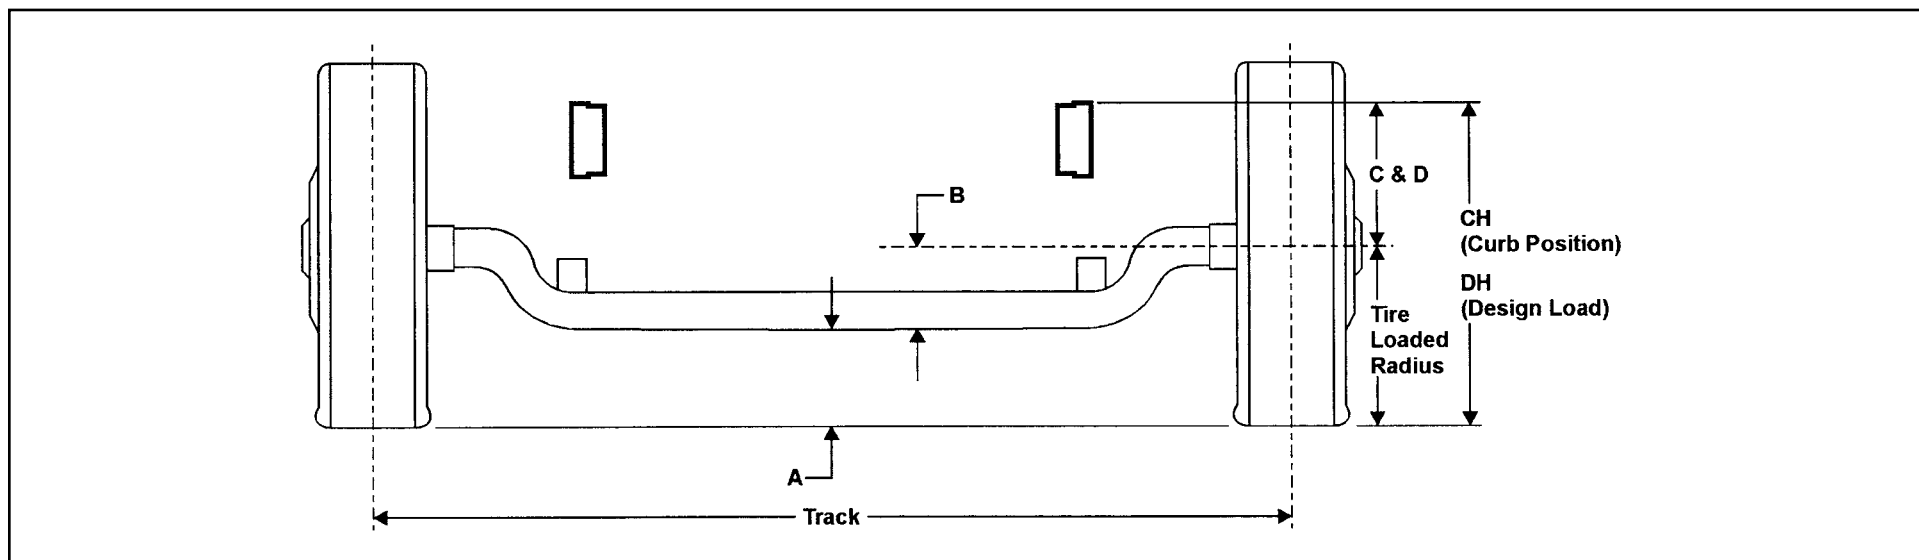 B
C & D
CH
(Curb Position)
DH
(Design Load)
Tire
Loaded
Radius
A
Track